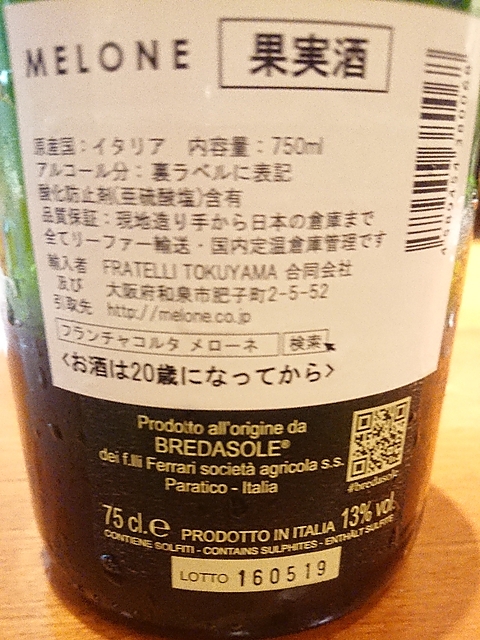 MELONE 果実酒
原産国：イタリア 内容量：750ml
アルコール分：裏ラベルに表記
酸化防止剤(亜硫酸塩)含有
品質保証：現地造り手から日本の倉庫まで
全てリーファー輸送・国内定温倉庫管理です
輸入者 FRATELLI TOKUYAMA 合同会社
及び 大阪府和泉市肥子町2-5-52
引取先 http://melone.co.jp
フランチャコルタ メローネ 検索
<お酒は20歳になってから>
Prodotto all'origine da
BREDASOLE®
dei f.lli Ferrari società agricola s.s.
Paratico - Italia
#bredasole
75 cl.e PRODOTTO IN ITALIA 13% vol.
CONTIENE SOLFITI - CONTAINS SULPHITES - ENTHÄLT SULFITE
LOTTO 160519